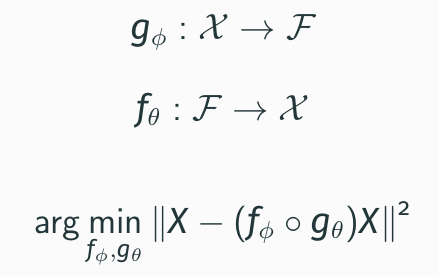 g_ϕ : 𝒳 → ℱ
f_θ : ℱ → 𝒳
arg min_{f_ϕ,g_θ} ‖X − (f_ϕ ∘ g_θ)X‖²